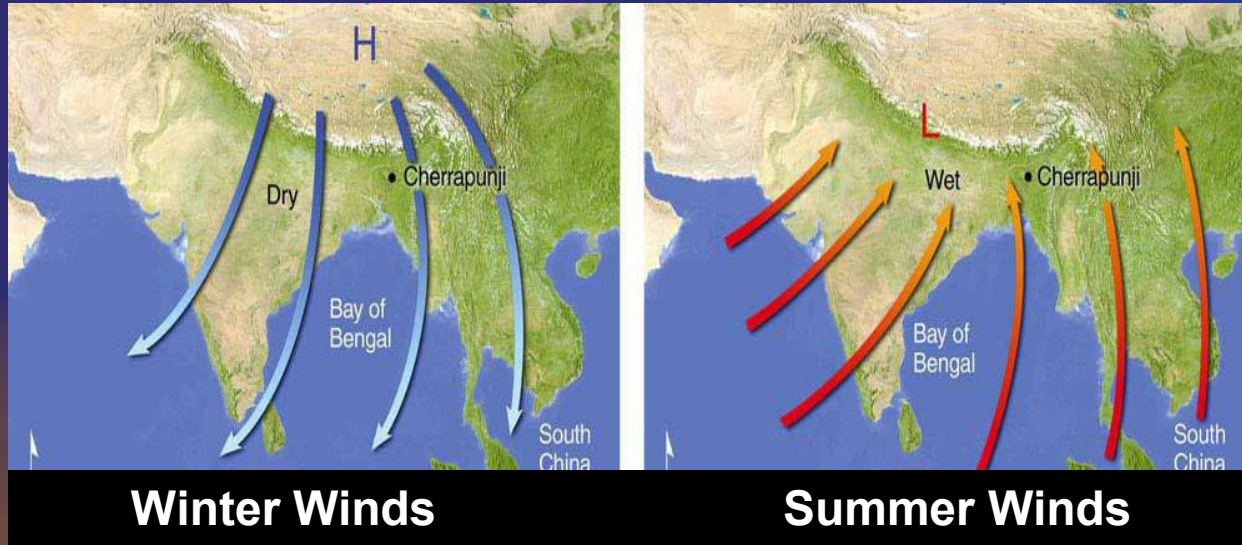 H
Dry
Cherrapunji
Bay of
Bengal
South
China
Winter Winds
L
Wet
Cherrapunji
Bay of
Bengal
South
China
Summer Winds